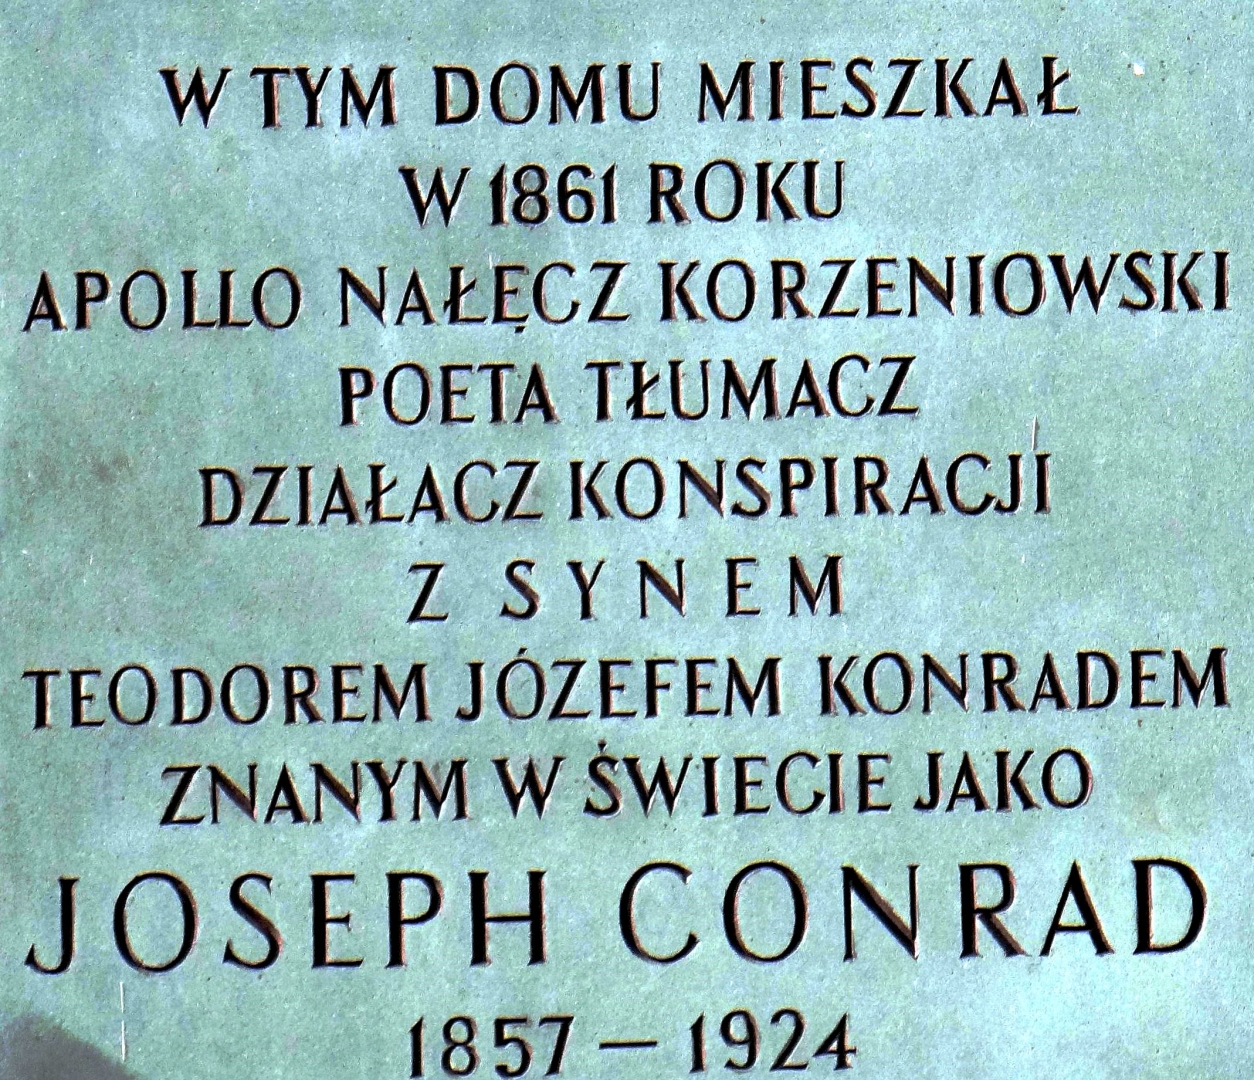 W TYM DOMU MIESZKAŁ
W 1861 ROKU
APOLLO NAŁĘCZ KORZENIOWSKI
POETA TŁUMACZ
DZIAŁACZ KONSPIRACJI
Z SYNEM
TEODOREM JÓZEFEM KONRADEM
ZNANYM W ŚWIECIE JAKO
JOSEPH CONRAD
1857 — 1924